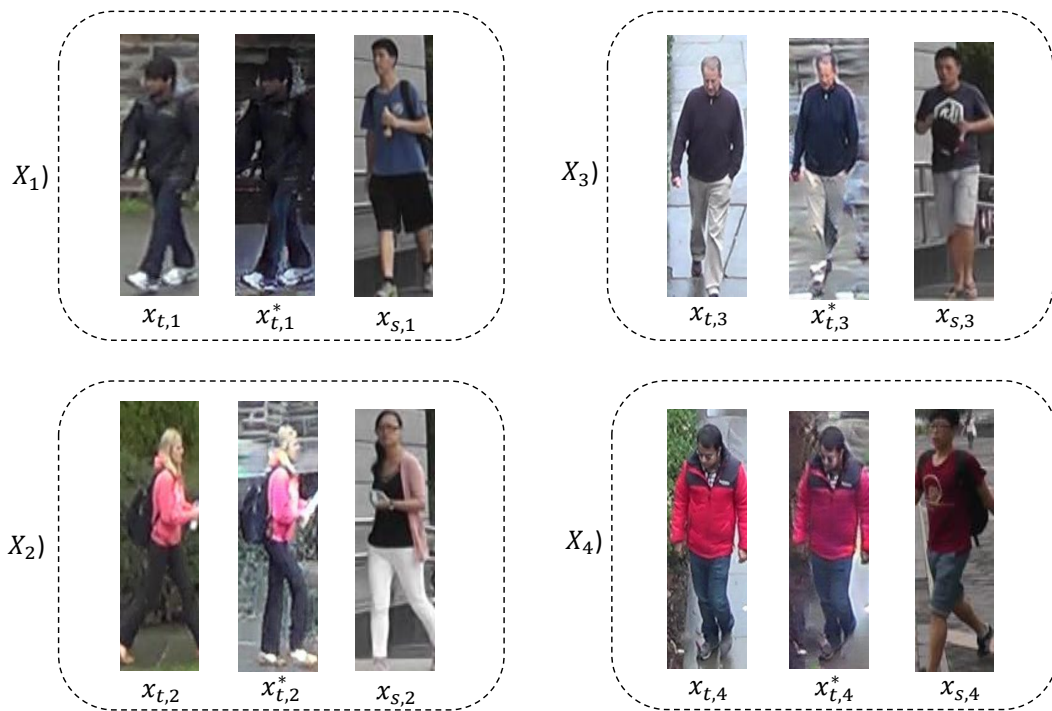 X₁)
x_{t,1} x*_{t,1} x_{s,1}
X₃)
x_{t,3} x*_{t,3} x_{s,3}
X₂)
x_{t,2} x*_{t,2} x_{s,2}
X₄)
x_{t,4} x*_{t,4} x_{s,4}